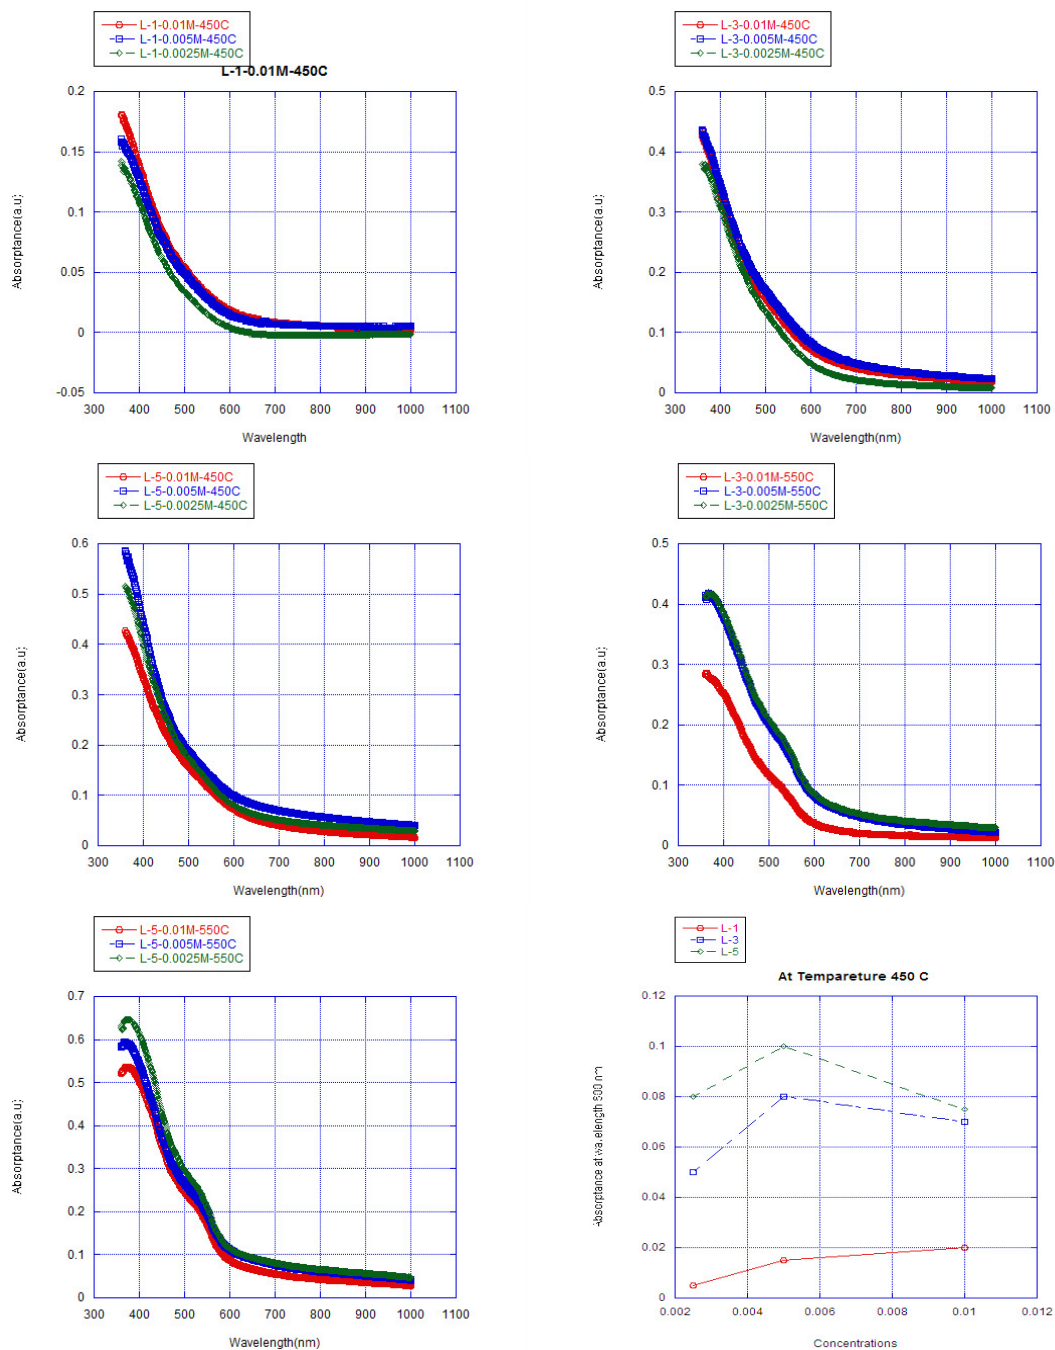 L-1-0.01M-450C
L-1-0.005M-450C
L-1-0.0025M-450C
L-1-0.01M-450C
0.2
0.15
0.1
0.05
0
-0.05
Absorptance(a.u)
300 400 500 600 700 800 900 1000 1100
Wavelength
L-3-0.01M-450C
L-3-0.005M-450C
L-3-0.0025M-450C
0.5
0.4
0.3
0.2
0.1
0
Absorptance(a.u)
300 400 500 600 700 800 900 1000 1100
Wavelength(nm)
L-5-0.01M-450C
L-5-0.005M-450C
L-5-0.0025M-450C
0.6
0.5
0.4
0.3
0.2
0.1
0
Absorptance(a.u)
300 400 500 600 700 800 900 1000 1100
Wavelength(nm)
L-3-0.01M-550C
L-3-0.005M-550C
L-3-0.0025M-550C
0.5
0.4
0.3
0.2
0.1
0
Absorptance(a.u)
300 400 500 600 700 800 900 1000 1100
Wavelength(nm)
L-5-0.01M-550C
L-5-0.005M-550C
L-5-0.0025M-550C
0.7
0.6
0.5
0.4
0.3
0.2
0.1
0
Absorptance(a.u)
300 400 500 600 700 800 900 1000 1100
Wavelength(nm)
L-1
L-3
L-5
At Tempareture 450 C
0.12
0.1
0.08
0.06
0.04
0.02
0
Absorptance at wavelength 600 nm
0.002 0.004 0.006 0.008 0.01 0.012
Concentrations